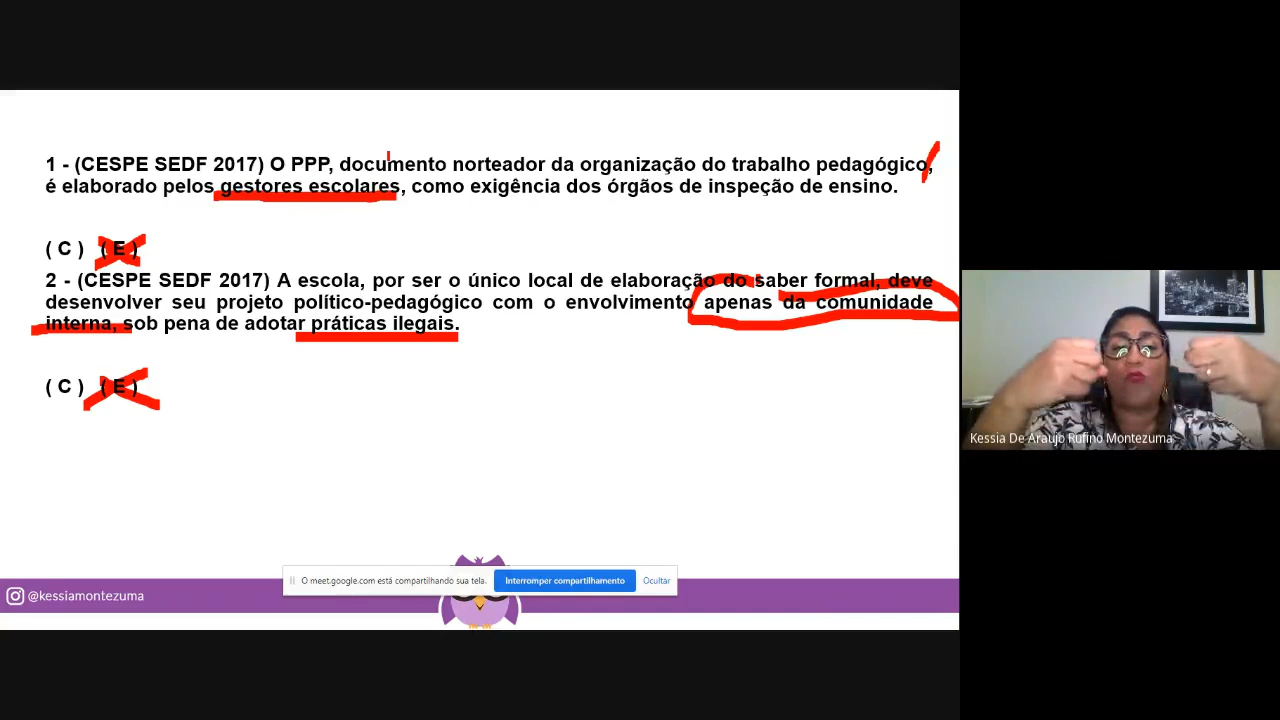 1 - (CESPE SEDF 2017) O PPP, documento norteador da organização do trabalho pedagógico,
é elaborado pelos gestores escolares, como exigência dos órgãos de inspeção de ensino.
( C ) ( E )
2 - (CESPE SEDF 2017) A escola, por ser o único local de elaboração do saber formal, deve
desenvolver seu projeto político-pedagógico com o envolvimento apenas da comunidade
interna, sob pena de adotar práticas ilegais.
( C ) ( E )
Kessia De Araujo Rufino Montezuma
O meet.google.com está compartilhando sua tela.
Interromper compartilhamento
Ocultar
@kessiamontezuma